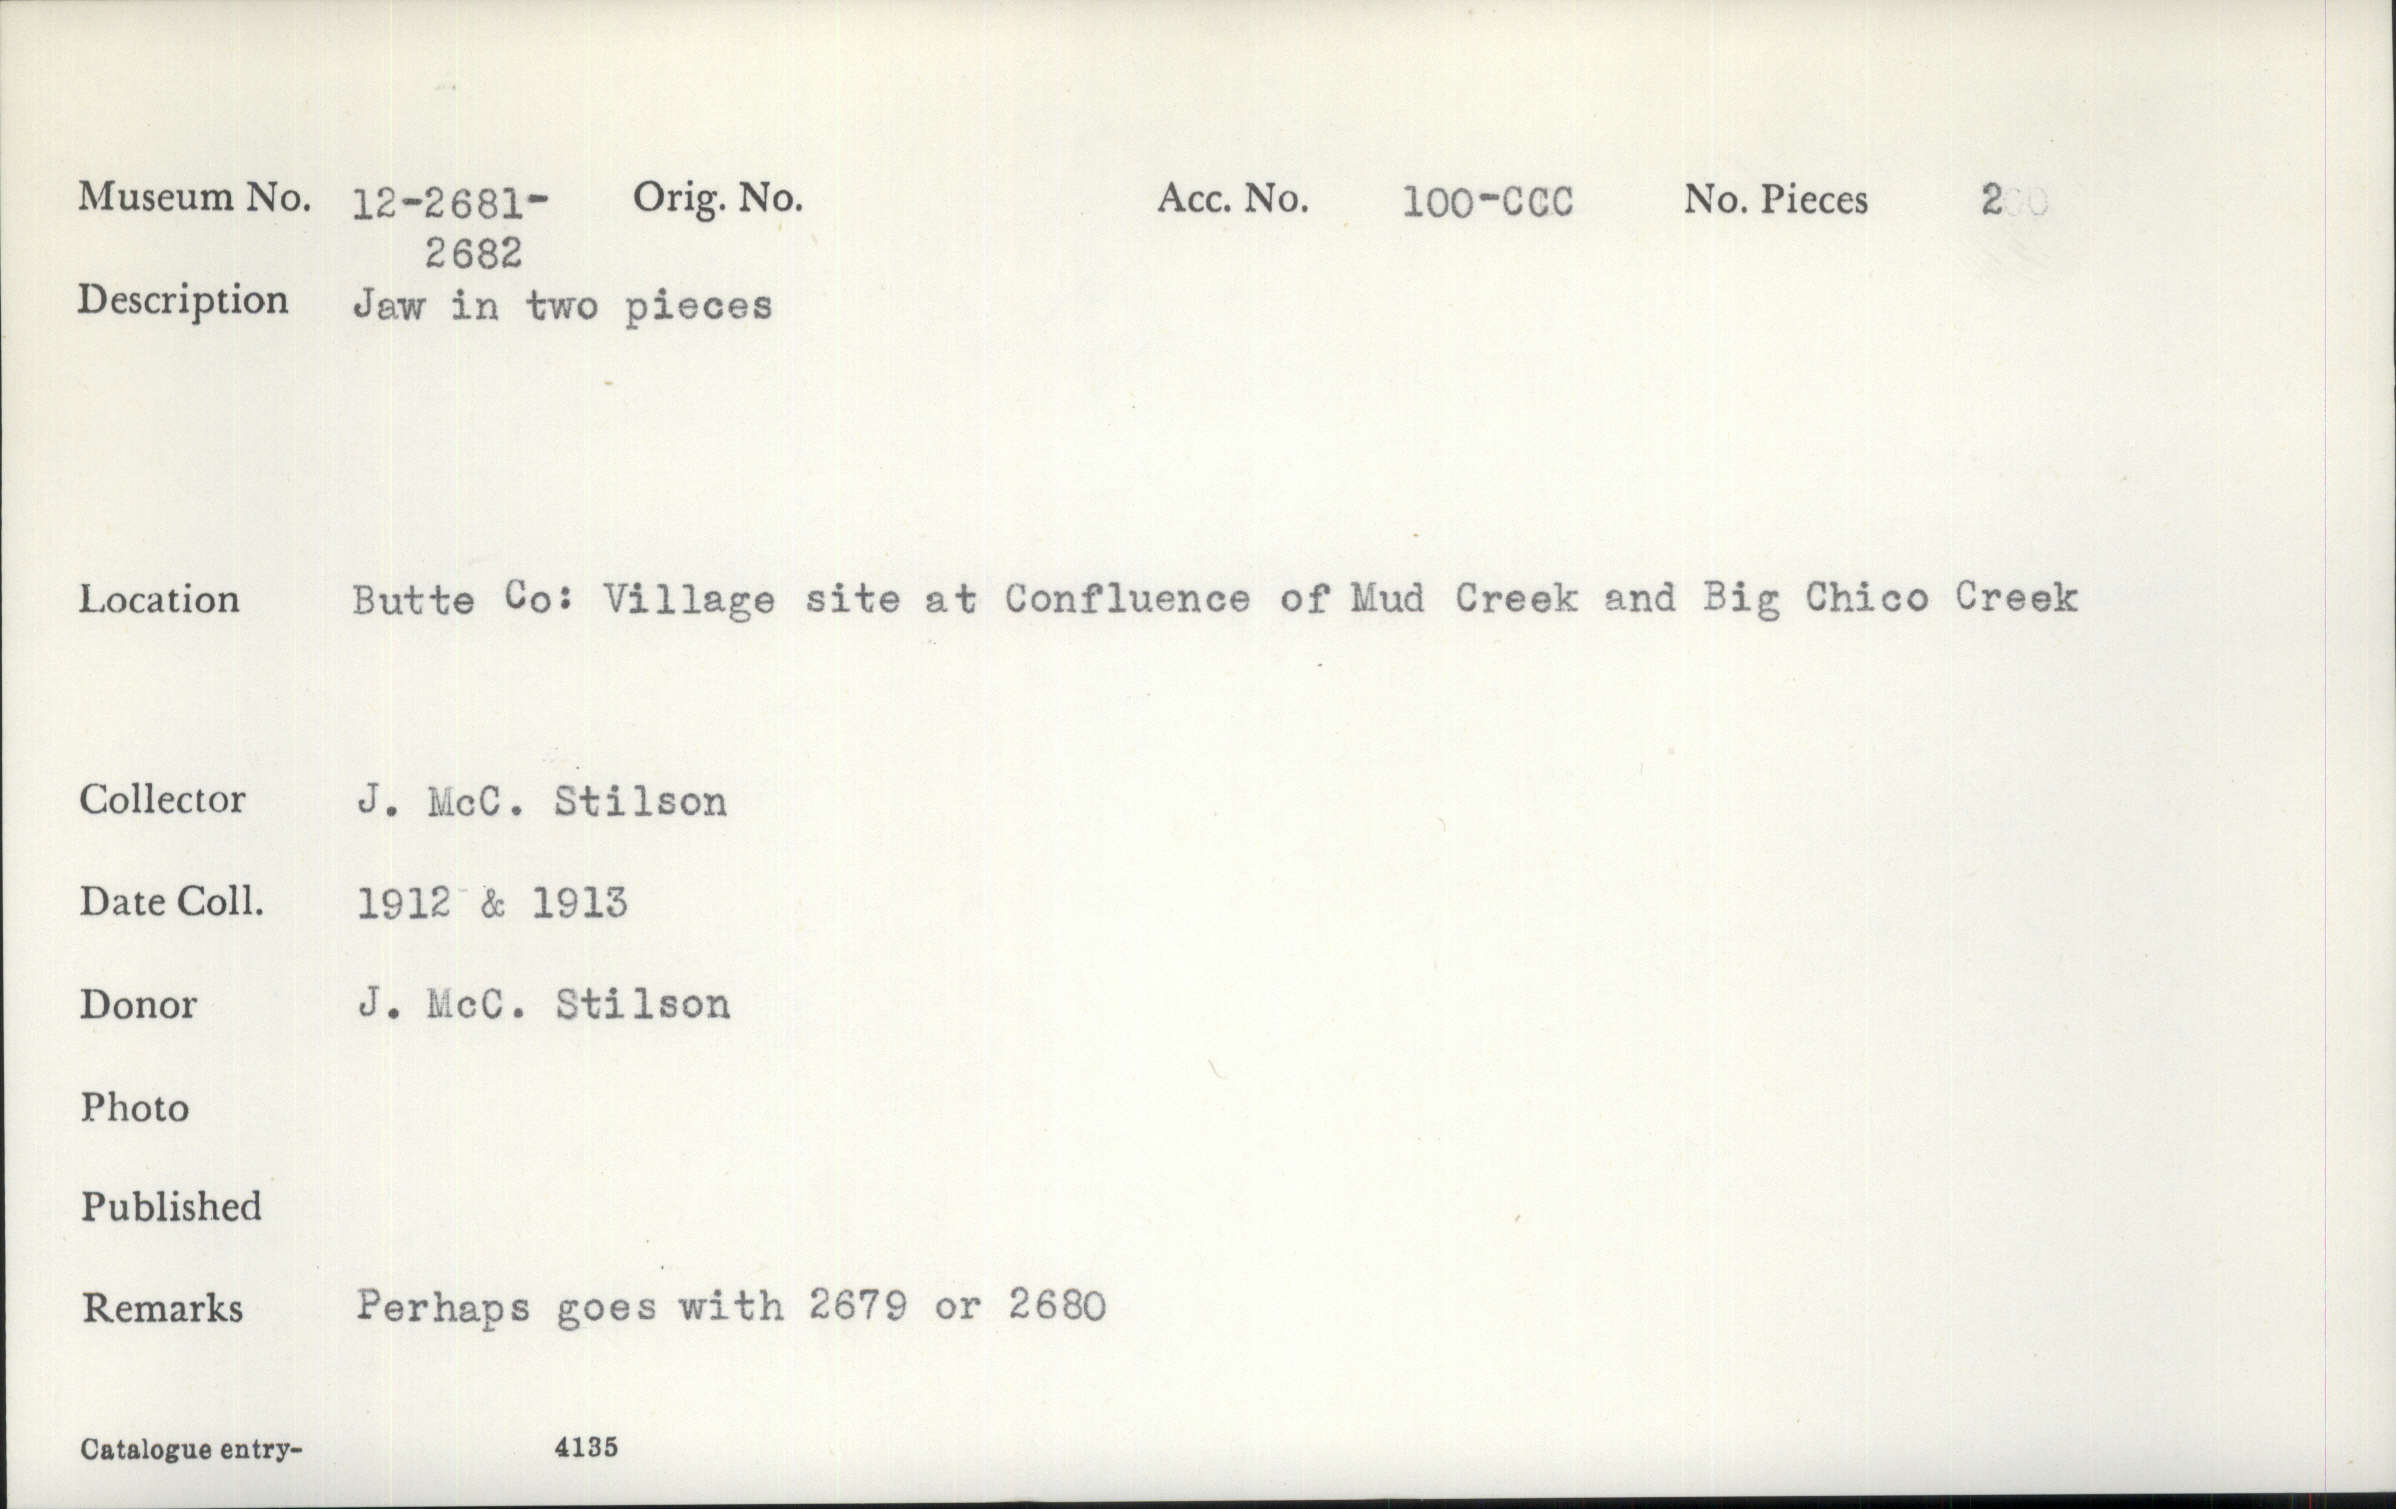 Museum No. 12-2681- Orig. No. Acc. No. 100-CCC No. Pieces 2
2682
Description Jaw in two pieces
Location Butte Co: Village site at Confluence of Mud Creek and Big Chico Creek
Collector J. McC. Stilson
Date Coll. 1912 & 1913
Donor J. McC. Stilson
Photo
Published
Remarks Perhaps goes with 2679 or 2680
Catalogue entry- 4135